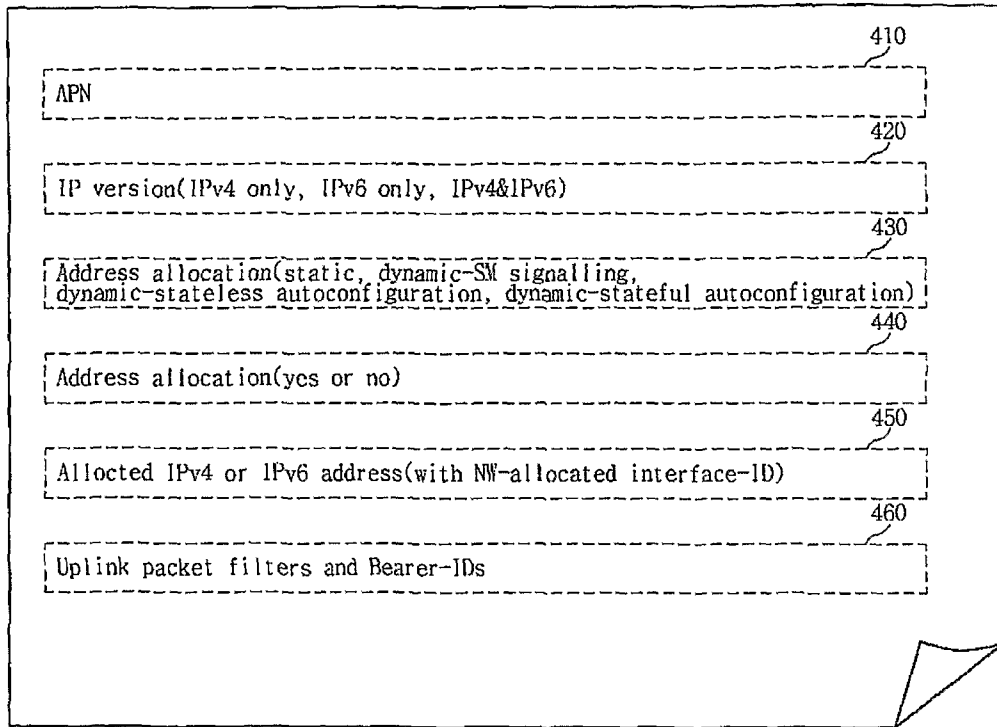 410
APN
420
IP version(IPv4 only, IPv6 only, IPv4&IPv6)
430
Address allocation(static, dynamic-SM signalling,
dynamic-stateless autoconfiguration, dynamic-stateful autoconfiguration)
440
Address allocation(yes or no)
450
Allocted IPv4 or IPv6 address(with NW-allocated interface-ID)
460
Uplink packet filters and Bearer-IDs